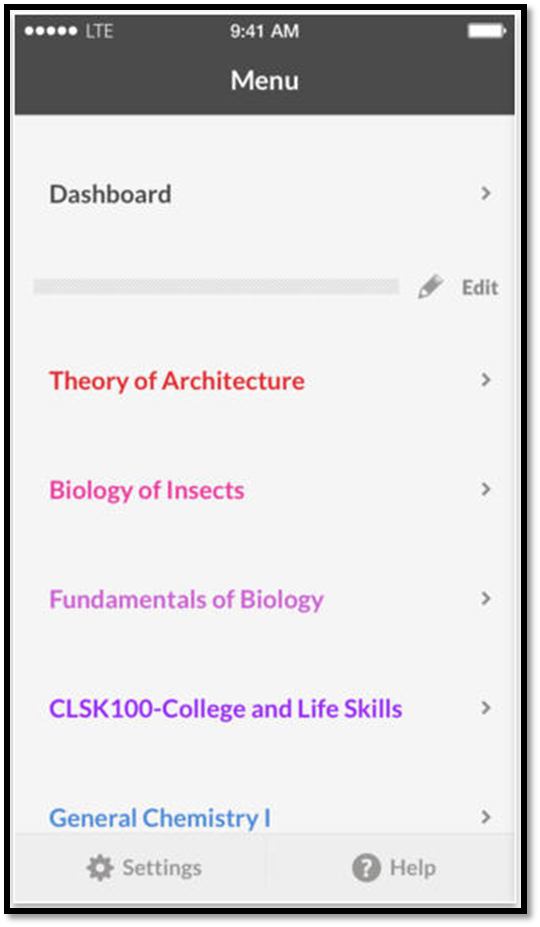 LTE 9:41 AM
Menu
Dashboard
Edit
Theory of Architecture
Biology of Insects
Fundamentals of Biology
CLSK100-College and Life Skills
General Chemistry I
Settings Help